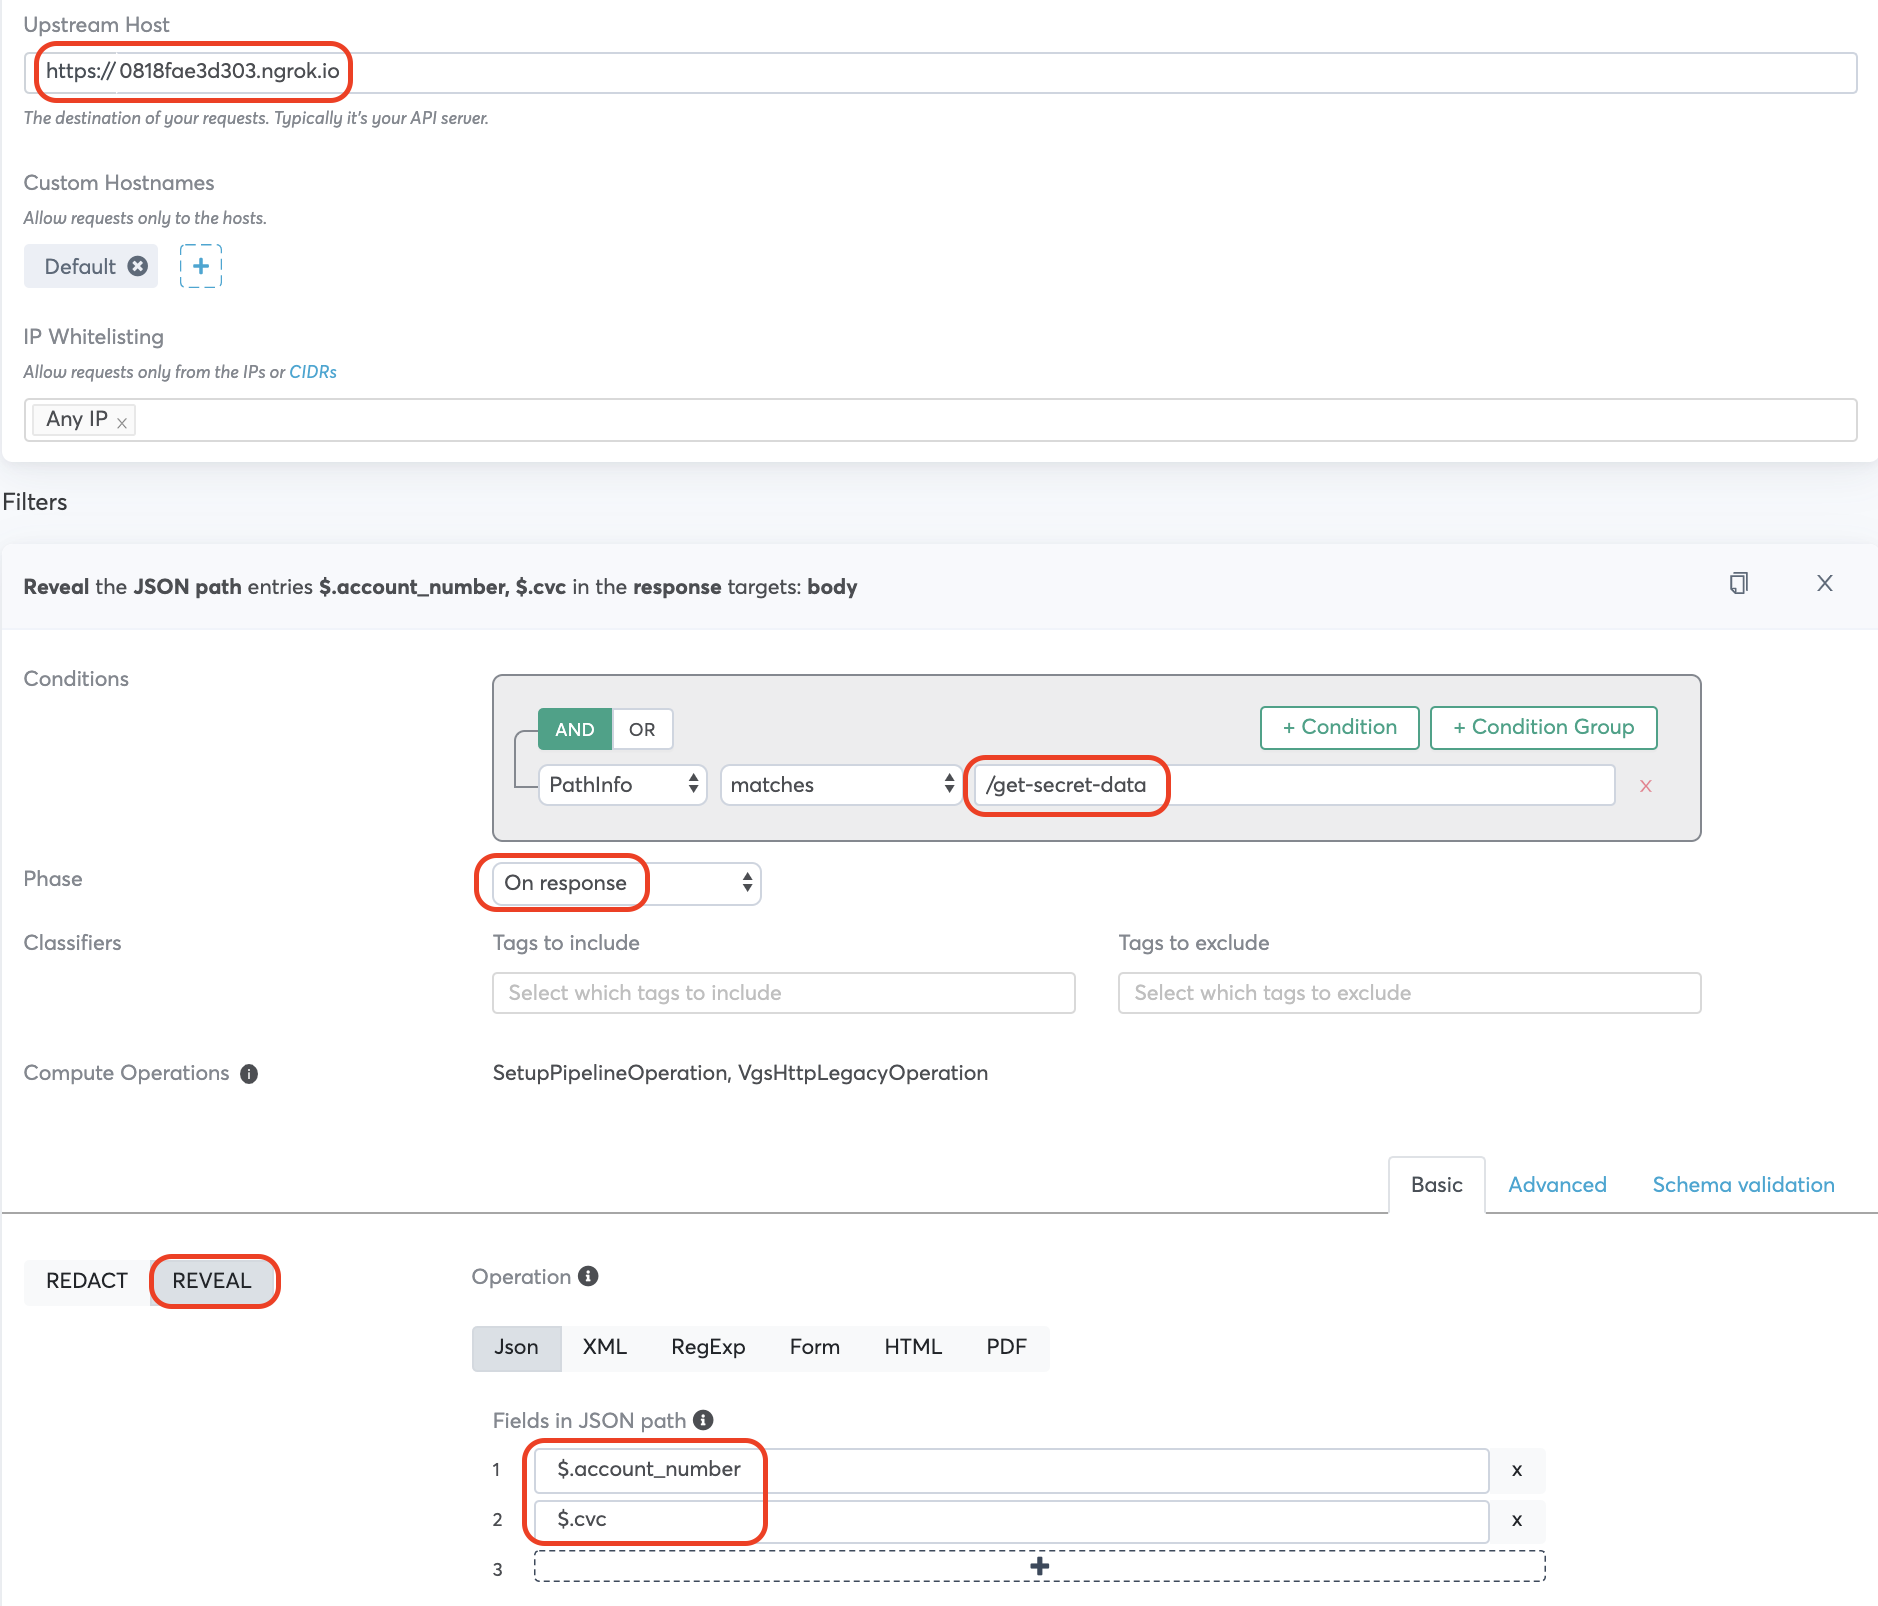 Upstream Host
https:// 0818fae3d303.ngrok.io
The destination of your requests. Typically it's your API server.
Custom Hostnames
Allow requests only to the hosts.
Default
IP Whitelisting
Allow requests only from the IPs or CIDRs
Any IP x
Filters
Reveal the JSON path entries $.account_number, $.cvc in the response targets: body X
Conditions
AND OR + Condition + Condition Group
PathInfo matches /get-secret-data x
Phase On response
Classifiers Tags to include Tags to exclude
Select which tags to include Select which tags to exclude
Compute Operations i SetupPipelineOperation, VgsHttpLegacyOperation
Basic Advanced Schema validation
REDACT REVEAL Operation i
Json XML RegExp Form HTML PDF
Fields in JSON path i
1 $.account_number x
2 $.cvc x
3 +